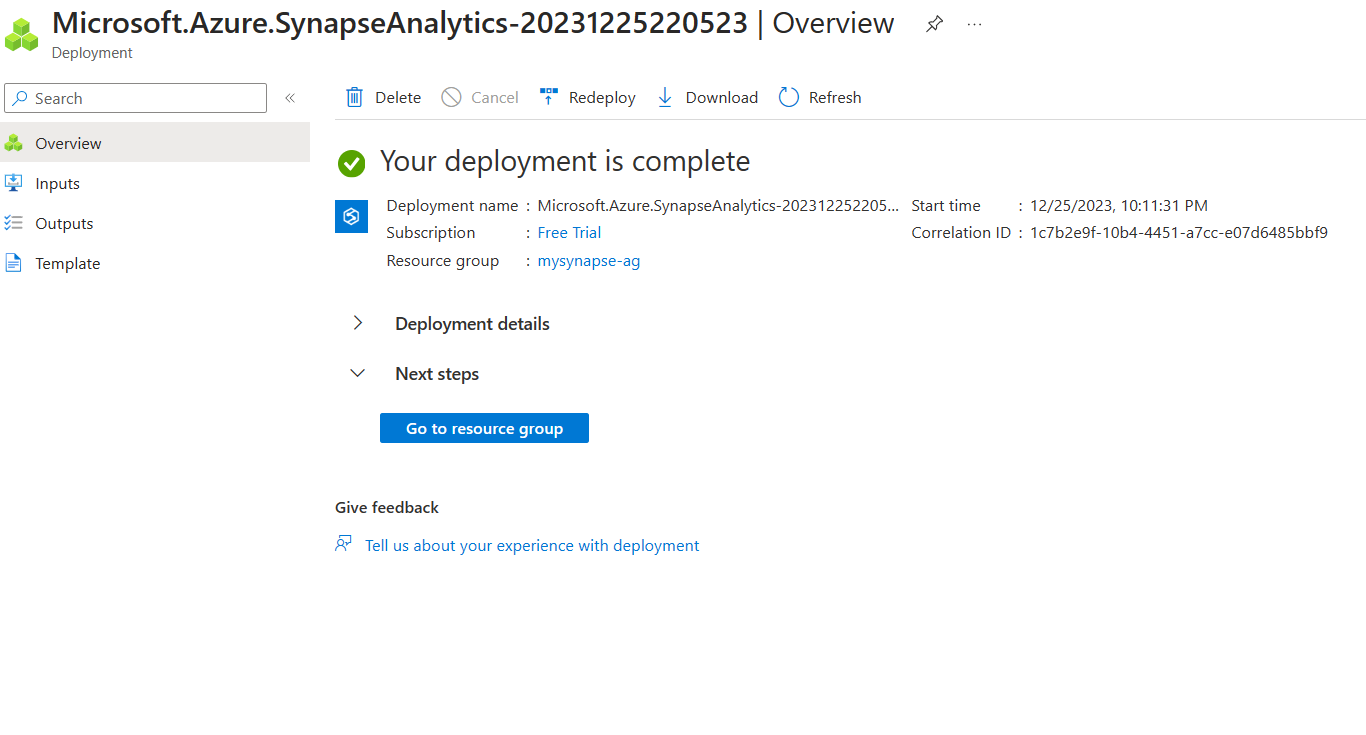 Microsoft.Azure.SynapseAnalytics-20231225220523 | Overview
Deployment
Search
Delete
Cancel
Redeploy
Download
Refresh
Overview
Inputs
Outputs
Template
Your deployment is complete
Deployment name : Microsoft.Azure.SynapseAnalytics-202312252205...
Subscription : Free Trial
Resource group : mysynapse-ag
Start time : 12/25/2023, 10:11:31 PM
Correlation ID : 1c7b2e9f-10b4-4451-a7cc-e07d6485bbf9
Deployment details
Next steps
Go to resource group
Give feedback
Tell us about your experience with deployment